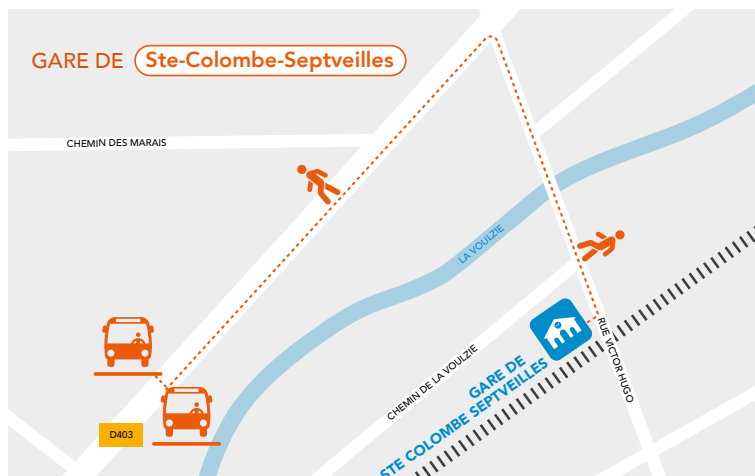 GARE DE Ste-Colombe-Septveilles
CHEMIN DES MARAIS
LA VOULZIE
CHEMIN DE LA VOULZIE
GARE DE
STE COLOMBE SEPTVEILLES
RUE VICTOR HUGO
D403